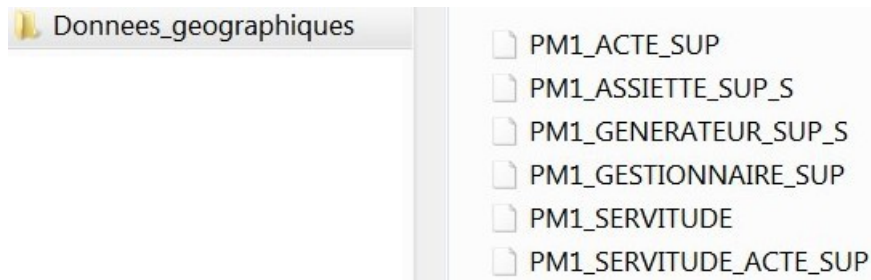 Donnees_geographiques
PM1_ACTE_SUP
PM1_ASSIETTE_SUP_S
PM1_GENERATEUR_SUP_S
PM1_GESTIONNAIRE_SUP
PM1_SERVITUDE
PM1_SERVITUDE_ACTE_SUP